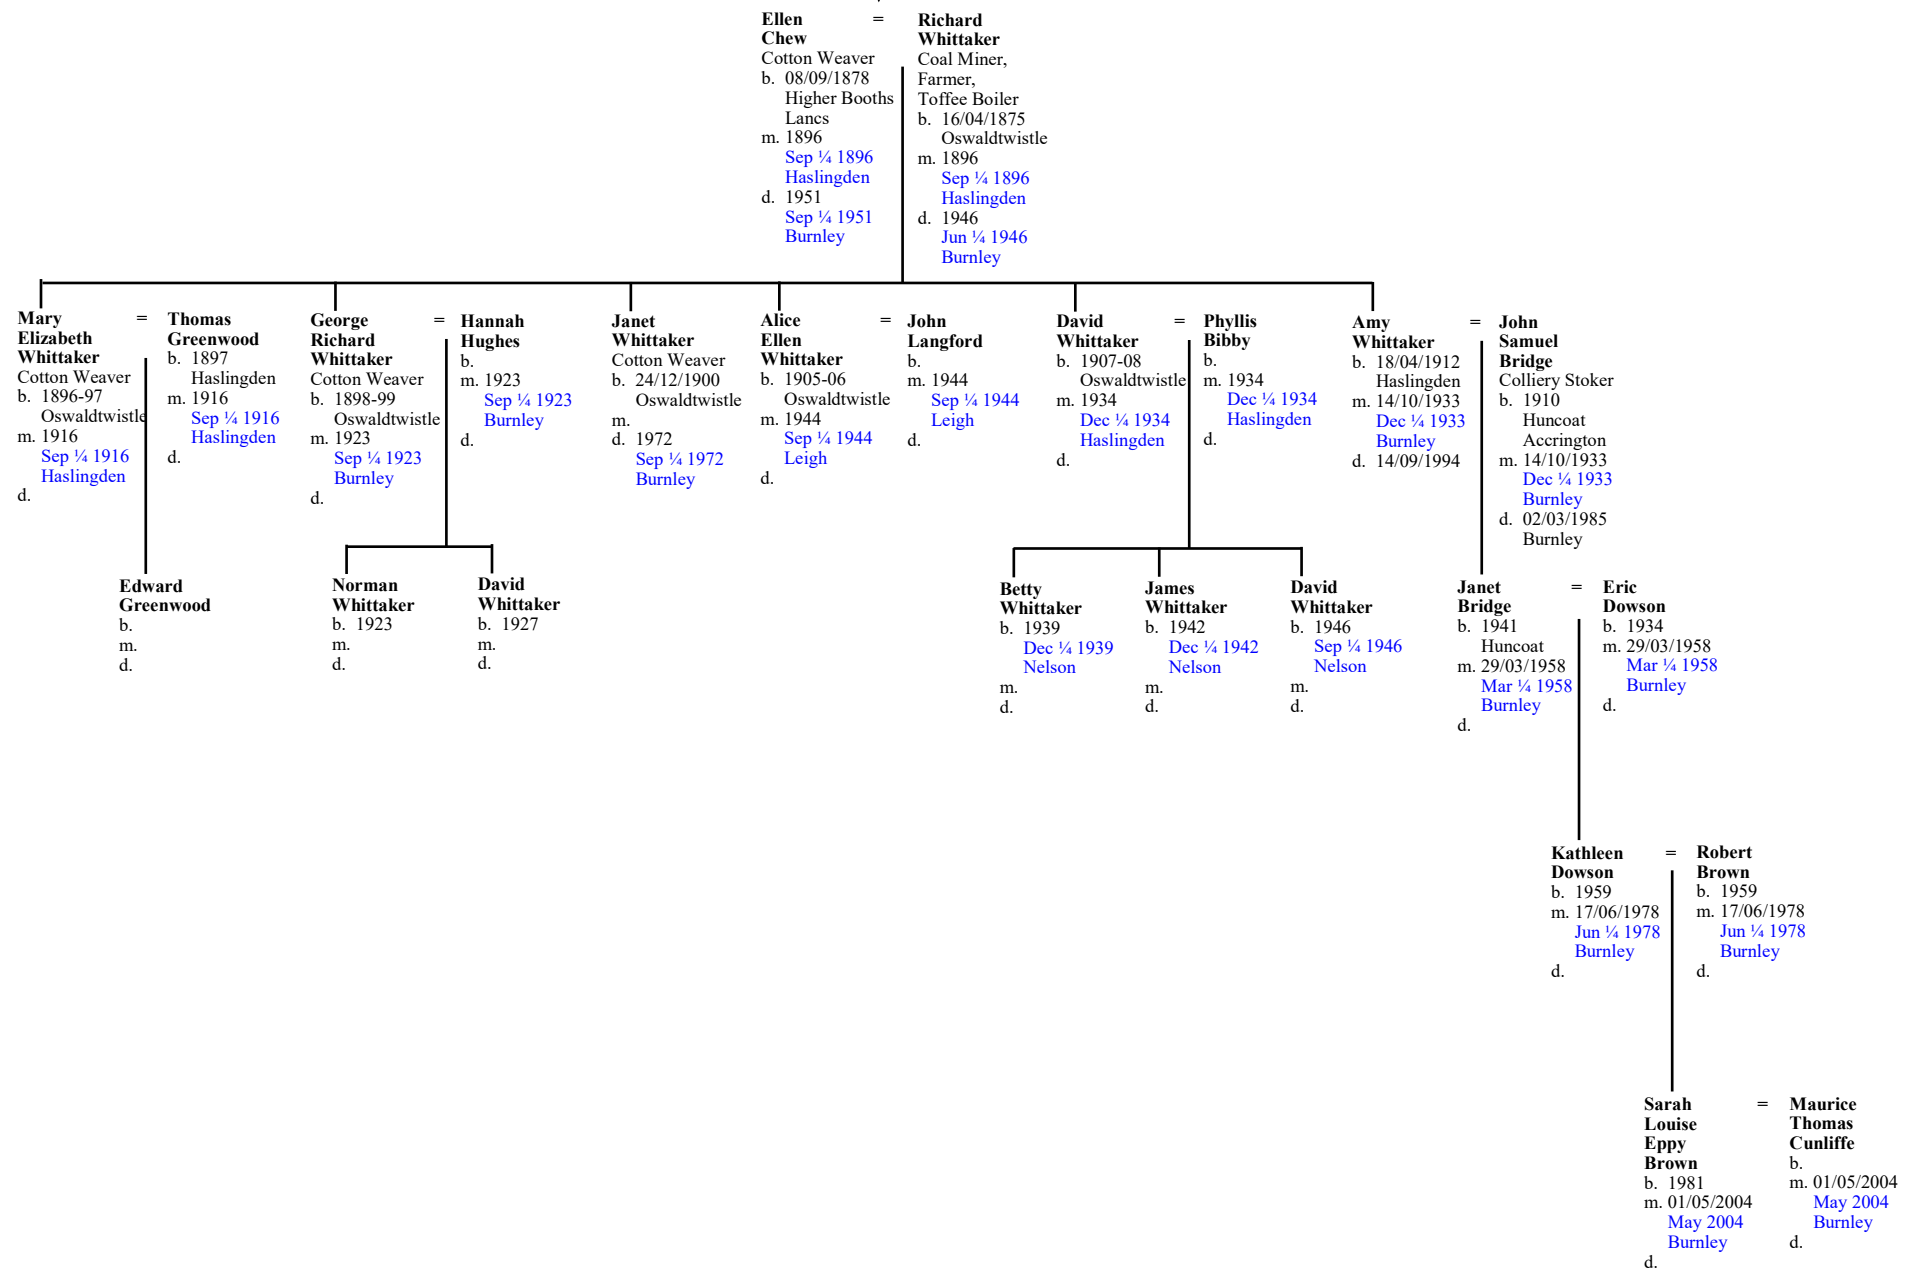 Ellen
Chew
Cotton Weaver
b. 08/09/1878
Higher Booths
Lancs
m. 1896
Sep ¼ 1896
Haslingden
d. 1951
Sep ¼ 1951
Burnley
=
Richard
Whittaker
Coal Miner,
Farmer,
Toffee Boiler
b. 16/04/1875
Oswaldtwistle
m. 1896
Sep ¼ 1896
Haslingden
d. 1946
Jun ¼ 1946
Burnley
Mary
Elizabeth
Whittaker
Cotton Weaver
b. 1896-97
Oswaldtwistle
m. 1916
Sep ¼ 1916
Haslingden
d.
=
Thomas
Greenwood
b. 1897
Haslingden
m. 1916
Sep ¼ 1916
Haslingden
d.
George
Richard
Whittaker
Cotton Weaver
b. 1898-99
Oswaldtwistle
m. 1923
Sep ¼ 1923
Burnley
d.
=
Hannah
Hughes
b.
m. 1923
Sep ¼ 1923
Burnley
d.
Janet
Whittaker
Cotton Weaver
b. 24/12/1900
Oswaldtwistle
m.
d. 1972
Sep ¼ 1972
Burnley
Alice
Ellen
Whittaker
b. 1905-06
Oswaldtwistle
m. 1944
Sep ¼ 1944
Leigh
d.
=
John
Langford
b.
m. 1944
Sep ¼ 1944
Leigh
d.
David
Whittaker
b. 1907-08
Oswaldtwistle
m. 1934
Dec ¼ 1934
Haslingden
d.
=
Phyllis
Bibby
b.
m. 1934
Dec ¼ 1934
Haslingden
d.
Amy
Whittaker
b. 18/04/1912
Haslingden
m. 14/10/1933
Dec ¼ 1933
Burnley
d. 14/09/1994
=
John
Samuel
Bridge
Colliery Stoker
b. 1910
Huncoat
Accrington
m. 14/10/1933
Dec ¼ 1933
Burnley
d. 02/03/1985
Burnley
Edward
Greenwood
b.
m.
d.
Norman
Whittaker
b. 1923
m.
d.
David
Whittaker
b. 1927
m.
d.
Betty
Whittaker
b. 1939
Dec ¼ 1939
Nelson
m.
d.
James
Whittaker
b. 1942
Dec ¼ 1942
Nelson
m.
d.
David
Whittaker
b. 1946
Sep ¼ 1946
Nelson
m.
d.
Janet
Bridge
b. 1941
Huncoat
m. 29/03/1958
Mar ¼ 1958
Burnley
d.
=
Eric
Dowson
b. 1934
m. 29/03/1958
Mar ¼ 1958
Burnley
d.
Kathleen
Dowson
b. 1959
m. 17/06/1978
Jun ¼ 1978
Burnley
d.
=
Robert
Brown
b. 1959
m. 17/06/1978
Jun ¼ 1978
Burnley
d.
Sarah
Louise
Eppy
Brown
b. 1981
m. 01/05/2004
May 2004
Burnley
d.
=
Maurice
Thomas
Cunliffe
b.
m. 01/05/2004
May 2004
Burnley
d.